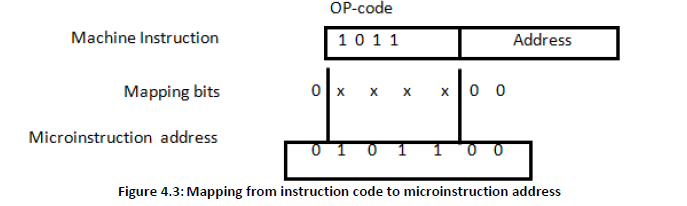 OP-code
Machine Instruction 1 0 1 1 Address
Mapping bits 0 x x x x 0 0
Microinstruction address
0 1 0 1 1 0 0
Figure 4.3: Mapping from instruction code to microinstruction address